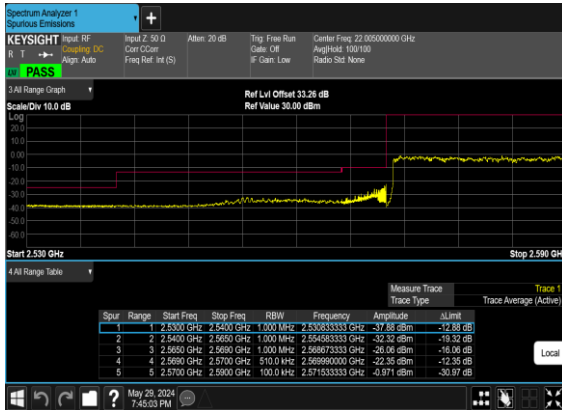 Spectrum Analyzer 1
Spurious Emissions
+
KEYSIGHT Input: RF Input Z: 50 Ω Atten: 20 dB Trig: Free Run Center Freq: 22.005000000 GHz
R T Coupling: DC Corr CCorr Gate: Off Avg|Hold: 100/100
Align: Auto Freq Ref: Int (S) IF Gain: Low Radio Std: None
LXI PASS
3 All Range Graph
Ref Lvl Offset 33.26 dB
Scale/Div 10.0 dB Ref Value 30.00 dBm
Log
20.0
10.0
0.00
-10.0
-20.0
-30.0
-40.0
-50.0
-60.0
Start 2.530 GHz Stop 2.590 GH
4 All Range Table
Measure Trace Trace 1
Trace Type Trace Average (Active)
Spur Range Start Freq Stop Freq RBW Frequency Amplitude ΔLimit
1 1 2.5300 GHz 2.5400 GHz 1.000 MHz 2.530833333 GHz -37.88 dBm -12.88 dB
2 2 2.5400 GHz 2.5650 GHz 1.000 MHz 2.554583333 GHz -32.32 dBm -19.32 dB
3 3 2.5650 GHz 2.5690 GHz 1.000 MHz 2.568673333 GHz -26.06 dBm -16.06 dB
4 4 2.5690 GHz 2.5700 GHz 510.0 kHz 2.569990000 GHz -22.35 dBm -12.35 dB
5 5 2.5700 GHz 2.5900 GHz 100.0 kHz 2.571533333 GHz -0.971 dBm -30.97 dB
Local
?
May 29, 2024
7:45:03 PM